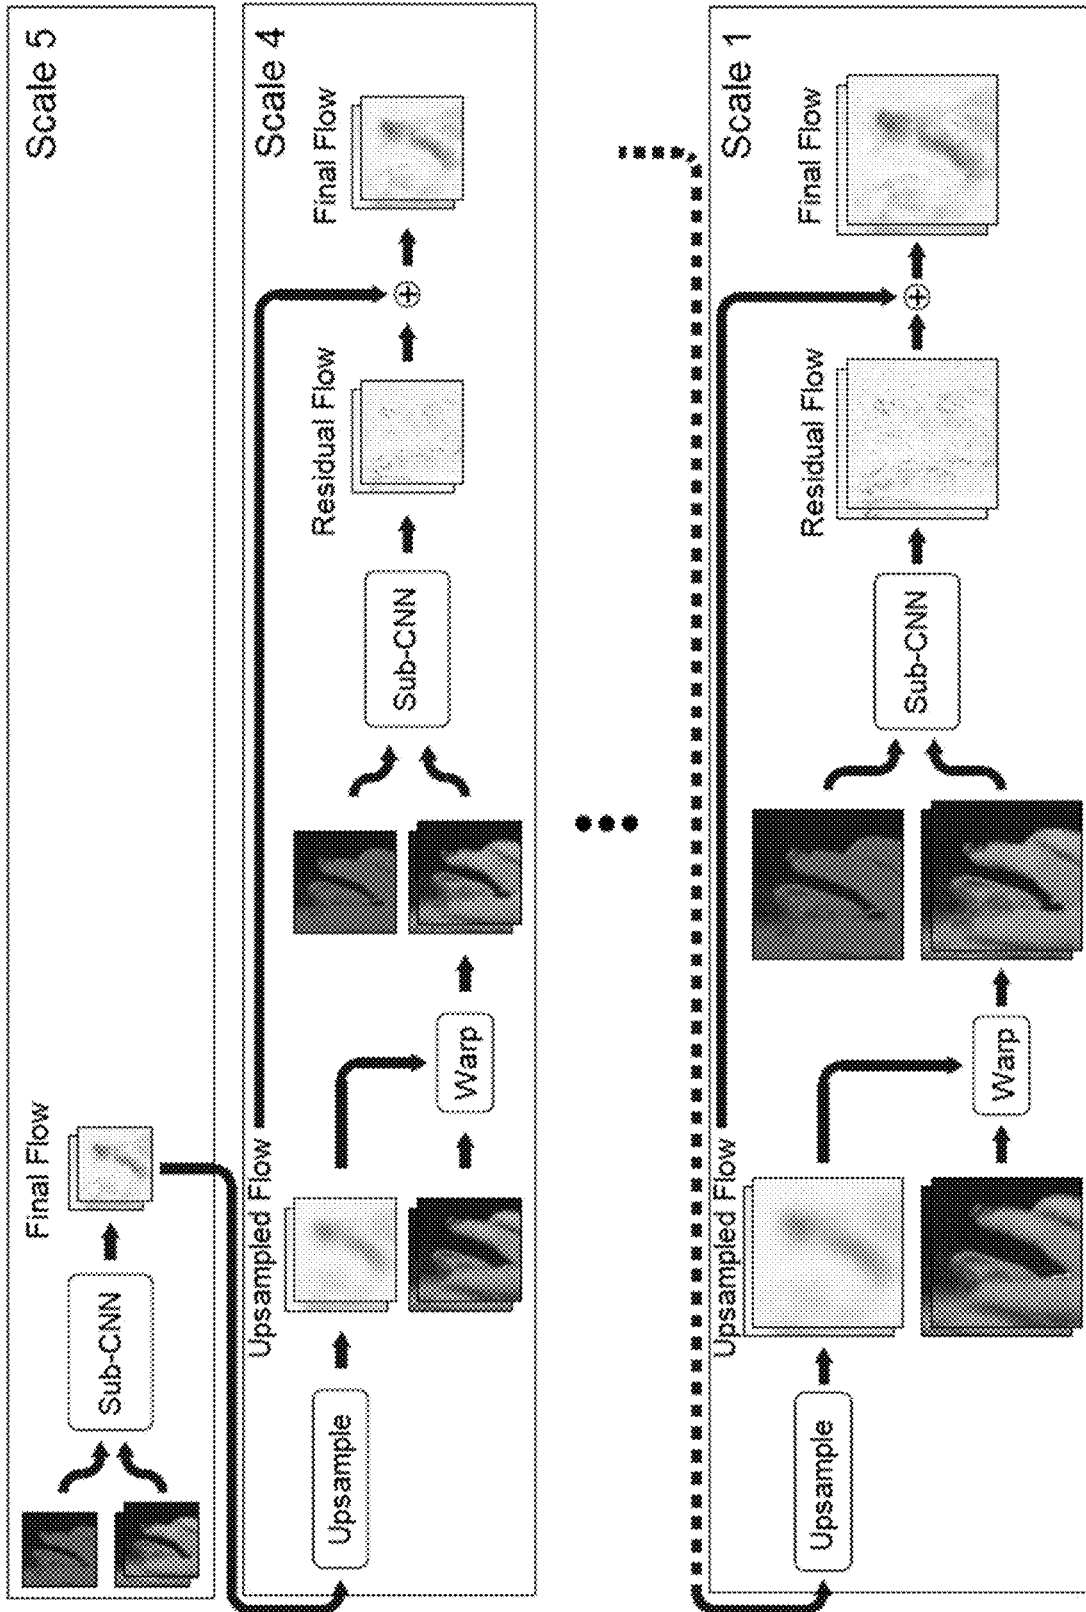 Scale 5
Final Flow
Sub-CNN
Scale 4
Upsampled Flow
Upsample
Warp
Sub-CNN
Residual Flow
Final Flow
Scale 1
Upsampled Flow
Upsample
Warp
Sub-CNN
Residual Flow
Final Flow